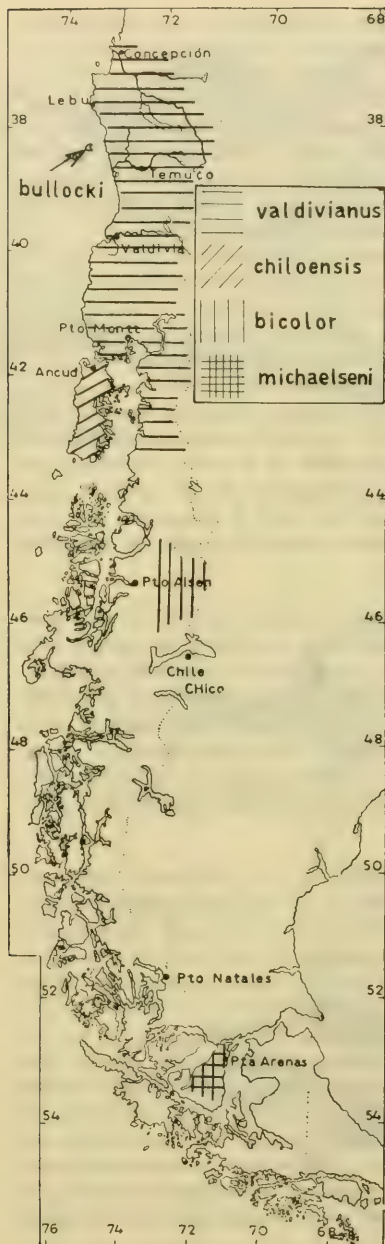 74 72 70
Concepción
Lebu
38
bullocki
Temuco
valdivianus
40
Valdivia
chiloensis
bicolor
Pto Montt
42
Ancud
michaelseni
44 44
Pto Aisen
46 46
Chile
CHico
48 48
50 50
Pto Natales
52 52
Pta Arenas
54 54
76 74 72 70 68